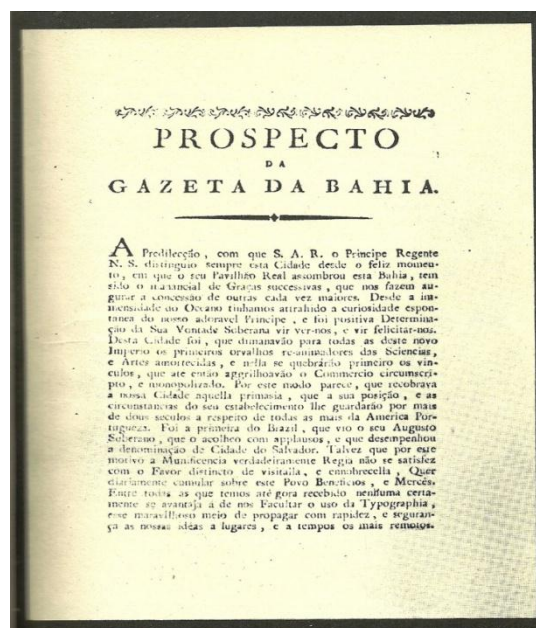 PROSPECTO
DA
GAZETA DA BAHIA.
A Predilecção, com que S. A. R. o Principe Regente
N. S. distinguio sempre esta Cidade desde o feliz momen-
to, em que o seu Pavilhão Real assombrou esta Bahia, tem
sido o manancial de Graças successivas, que nos fazem au-
gurar a concessão de outras cada vez maiores. Desde a im-
mensidade do Oceano tinhamos attrahido a curiosidade espon-
tanea do nosso adoravel Principe, e foi positiva Determina-
ção da Sua Vontade Soberana vir ver-nos, e vir felicitar-nos.
Desta Cidade foi, que dimanavão para todas as deste novo
Imperio os primeiros orvalhos re-animadores das Sciencias,
e Artes amortecidas, e nella se quebrárão primeiro os vin-
culos, que até então aggrilhoavão o Commercio circumscri-
pto, e monopolizado. Por este modo parece, que recobrava
a nossa Cidade aquella primasia, que a sua posição, e as
circumstancias do seu estabelecimento lhe guardarão por mais
de dous seculos a respeito de todas as mais da America Por-
tugueza. Foi a primeira do Brazil, que vio o seu Augusto
Soberano, que o acolheo com applausos, e que desempenhou
a denominação de Cidade do Salvador. Talvez que por este
motivo a Munificencia verdadeiramente Regia não se satisfez
com o Favor distincto de visitalla, e ennobrecella, Quer
diariamente cumular sobre este Povo Beneficios, e Mercês.
Entre todas as que temos até gora recebido nenhuma certa-
mente se avantaja á de nos Facultar o uso da Typographia,
esse maravilhoso meio de propagar com rapidez, e seguran-
ça as nossas idéas a lugares, e a tempos os mais remotos.